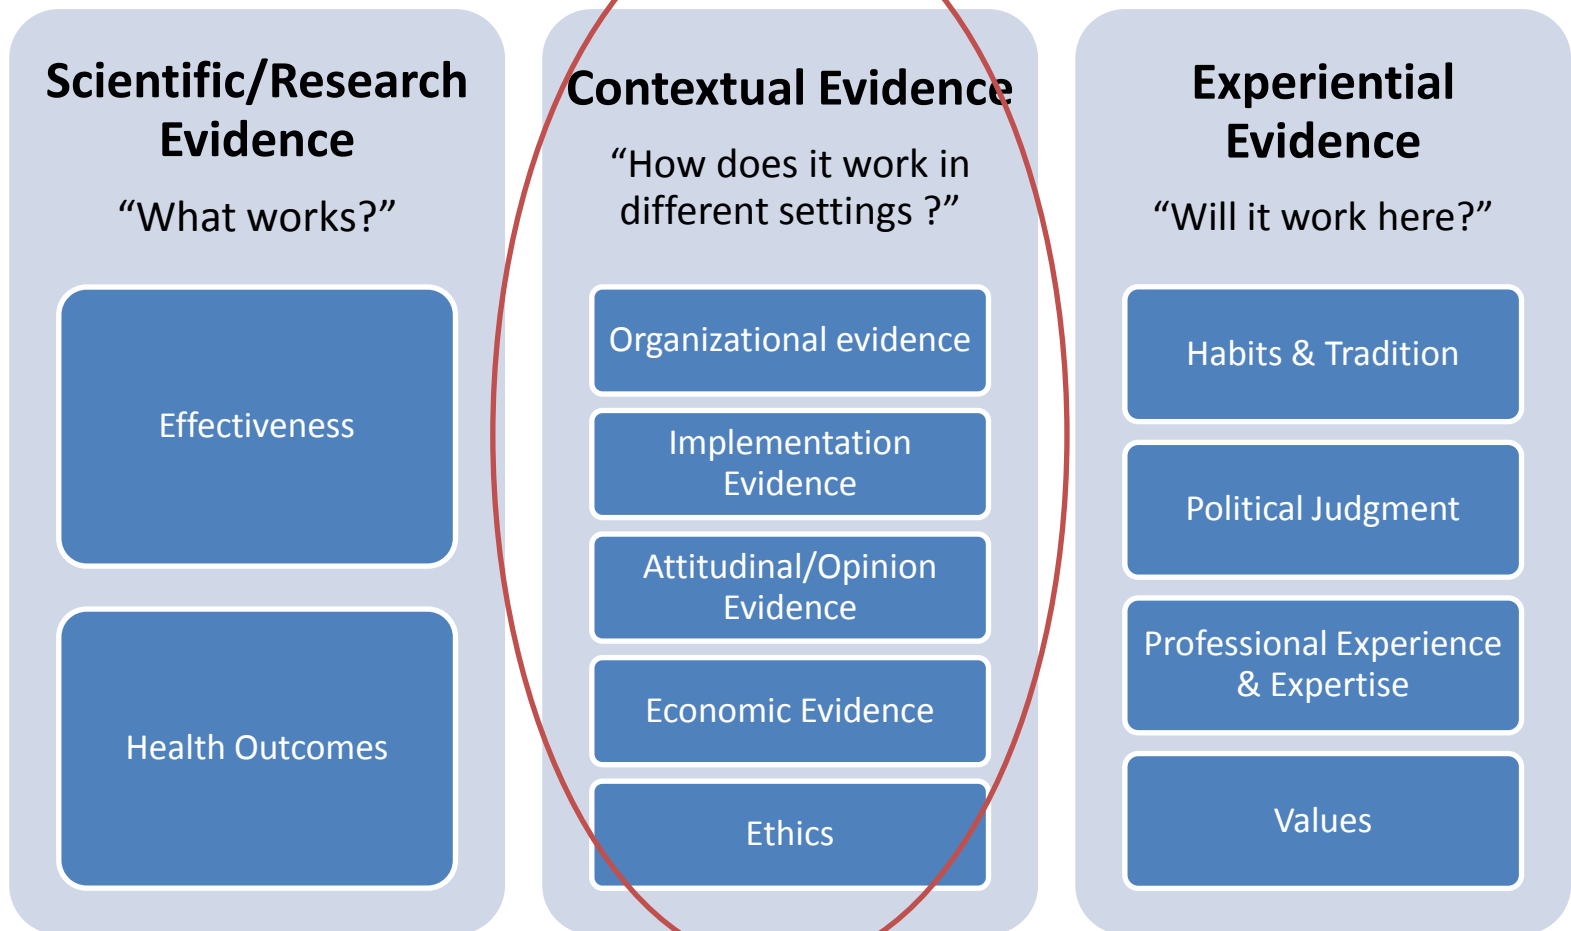 Scientific/Research
Evidence
“What works?”
Effectiveness
Health Outcomes
Contextual Evidence
“How does it work in
different settings ?”
Organizational evidence
Implementation
Evidence
Attitudinal/Opinion
Evidence
Economic Evidence
Ethics
Experiential
Evidence
“Will it work here?”
Habits & Tradition
Political Judgment
Professional Experience
& Expertise
Values